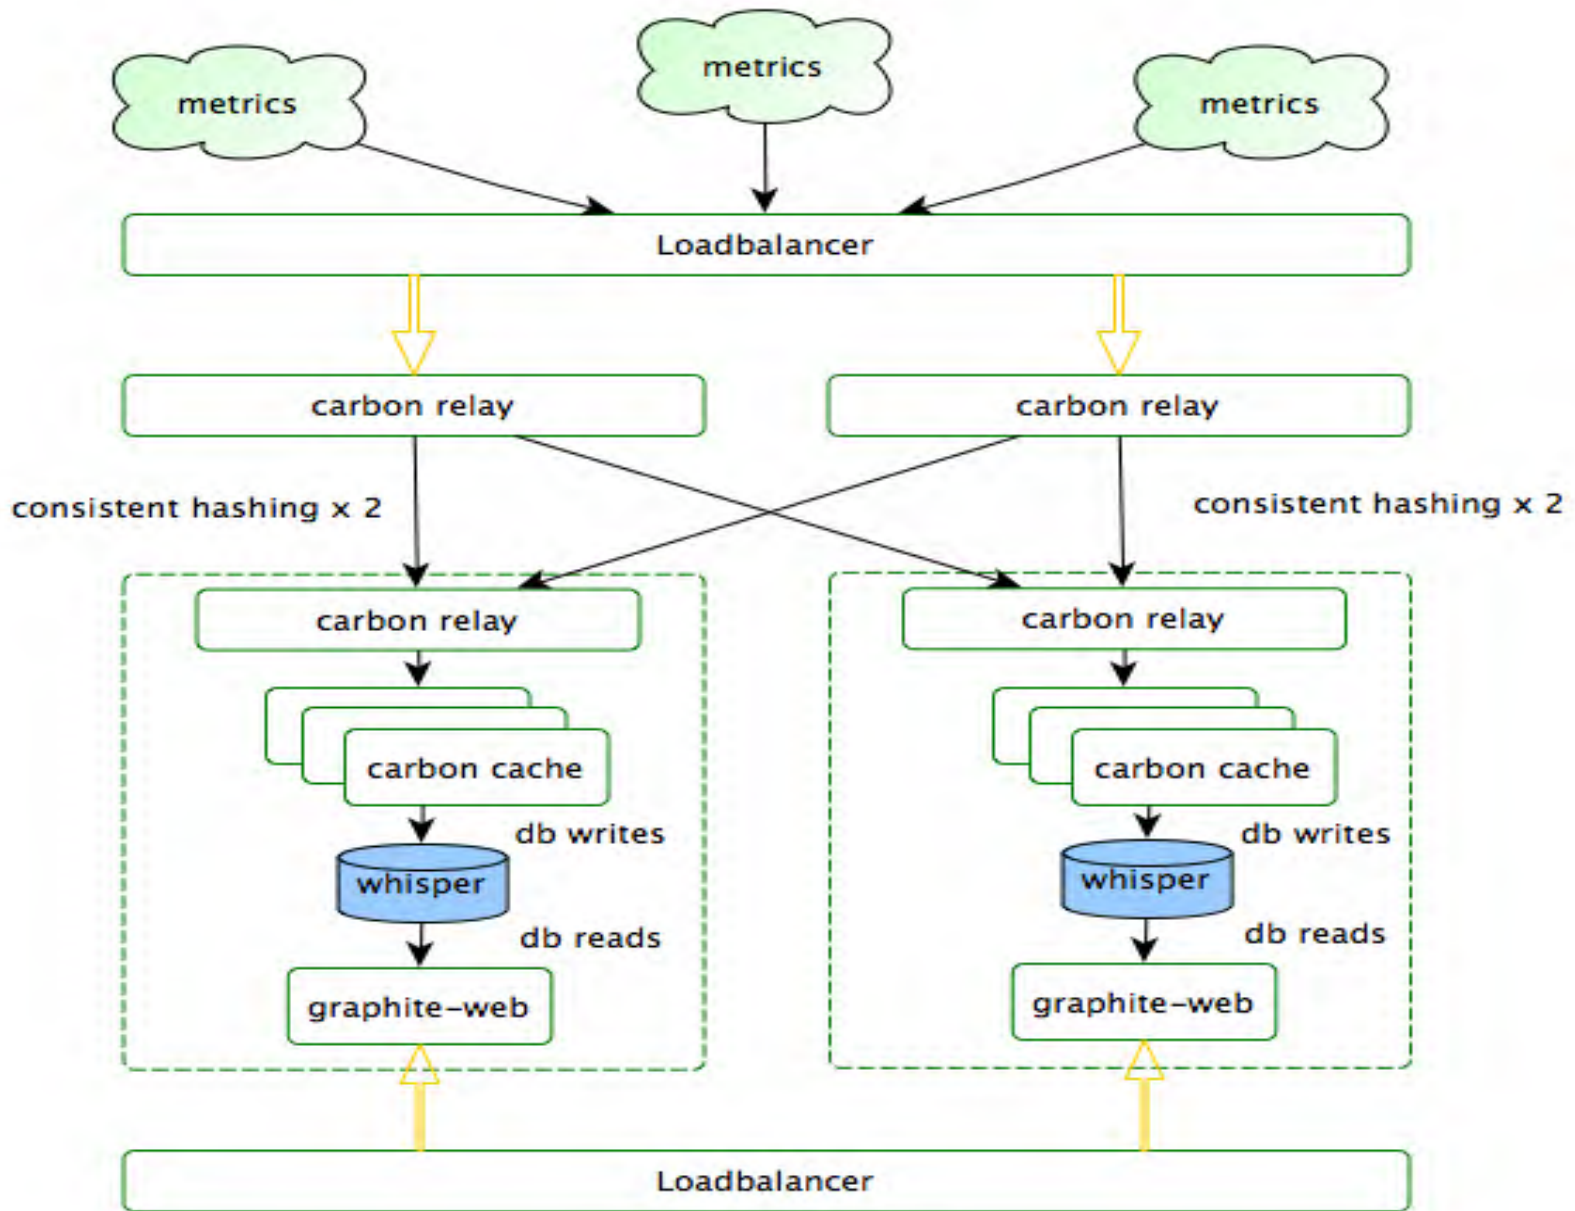 metrics
metrics
metrics
Loadbalancer
carbon relay
carbon relay
consistent hashing x 2
consistent hashing x 2
carbon relay
carbon relay
carbon cache
carbon cache
db writes
db writes
whisper
whisper
db reads
db reads
graphite-web
graphite-web
Loadbalancer